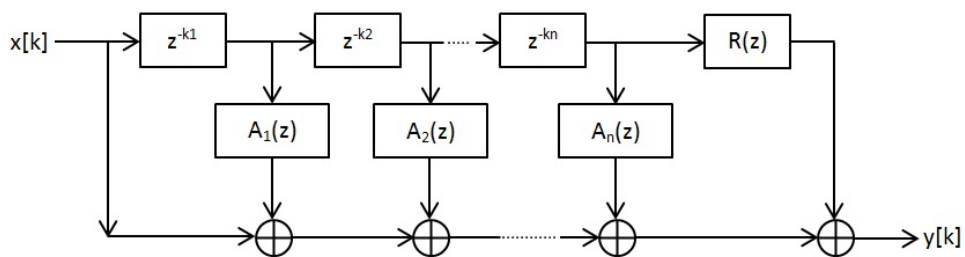 x[k]
z-k1
z-k2
z-kn
R(z)
A1(z)
A2(z)
An(z)
y[k]